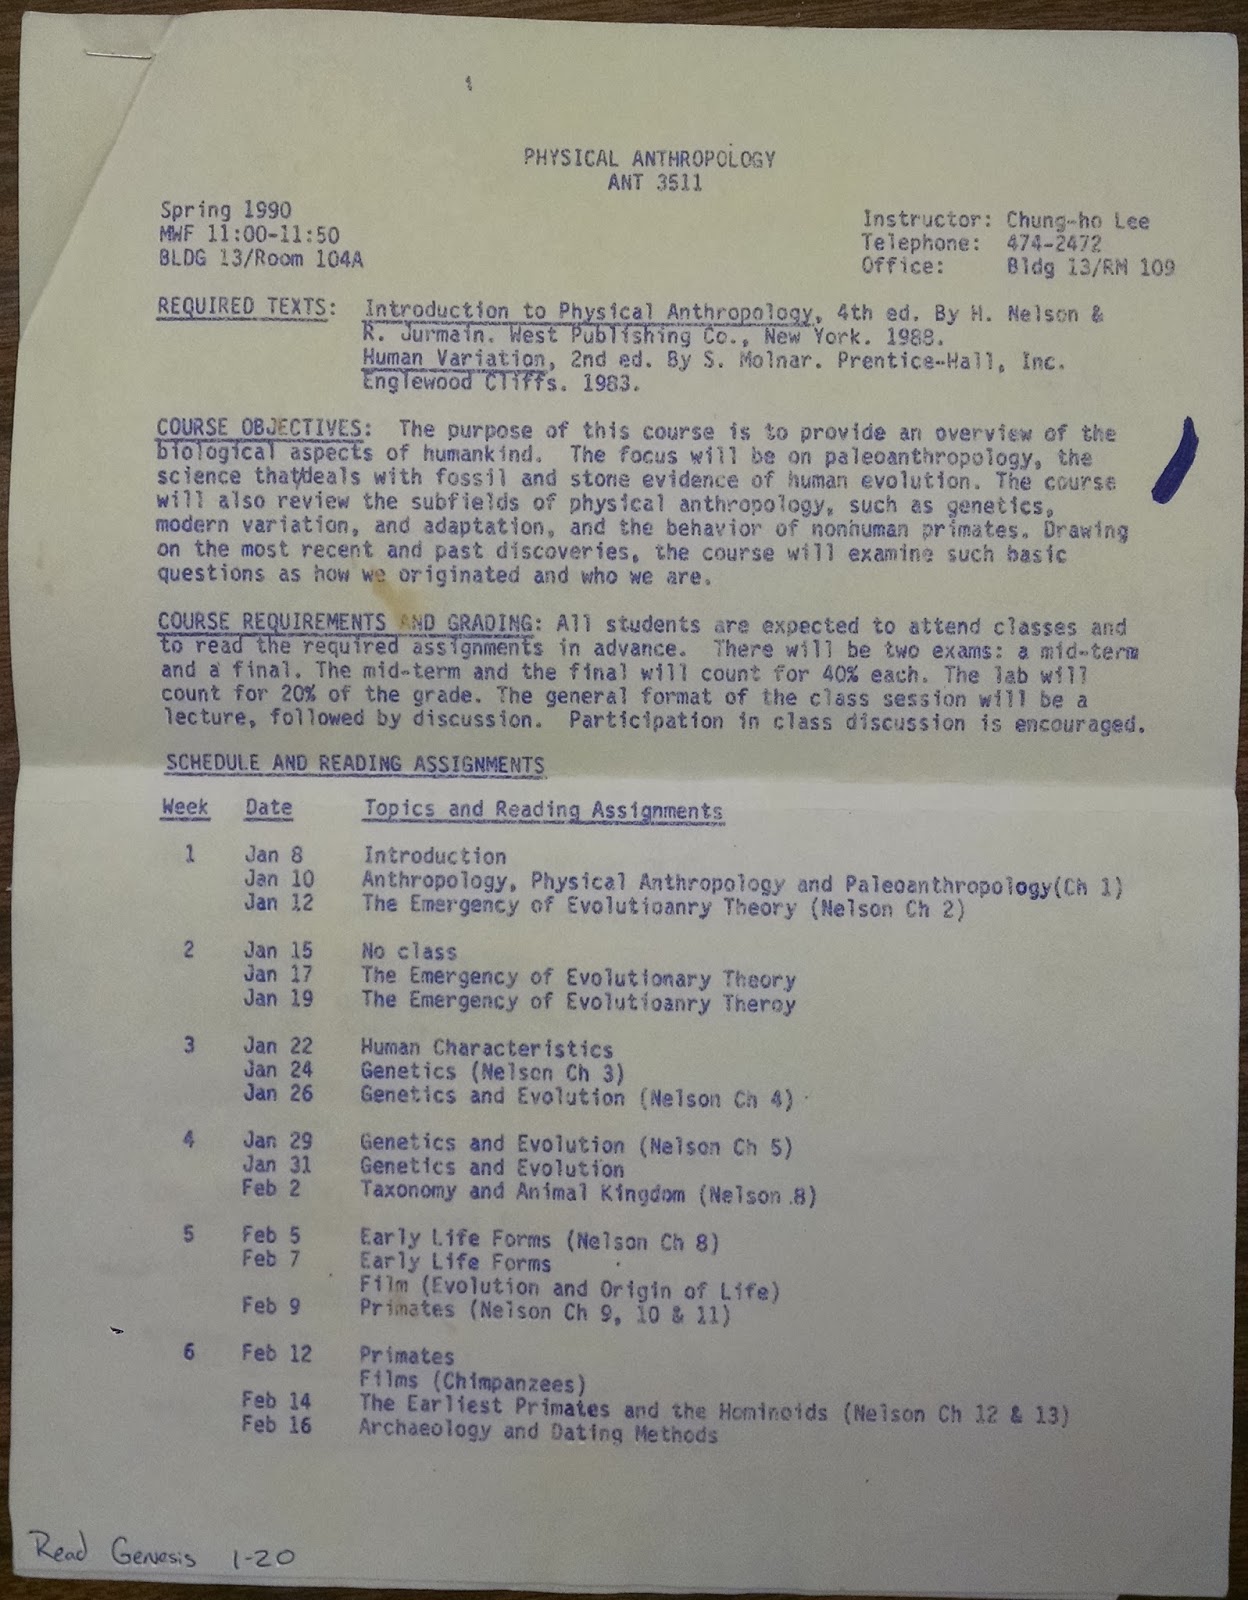 PHYSICAL ANTHROPOLOGY
ANT 3511
Spring 1990
MWF 11:00-11:50
BLDG 13/Room 104A
Instructor: Chung-ho Lee
Telephone: 474-2472
Office: Bldg 13/RM 109
REQUIRED TEXTS: Introduction to Physical Anthropology, 4th ed. By H. Nelson &
R. Jurmain. West Publishing Co., New York. 1988.
Human Variation, 2nd ed. By S. Molnar. Prentice-Hall, Inc.
Englewood Cliffs. 1983.
COURSE OBJECTIVES: The purpose of this course is to provide an overview of the
biological aspects of humankind. The focus will be on paleoanthropology, the
science that/deals with fossil and stone evidence of human evolution. The course
will also review the subfields of physical anthropology, such as genetics,
modern variation, and adaptation, and the behavior of nonhuman primates. Drawing
on the most recent and past discoveries, the course will examine such basic
questions as how we originated and who we are.
COURSE REQUIREMENTS AND GRADING: All students are expected to attend classes and
to read the required assignments in advance. There will be two exams: a mid-term
and a final. The mid-term and the final will count for 40% each. The lab will
count for 20% of the grade. The general format of the class session will be a
lecture, followed by discussion. Participation in class discussion is encouraged.
SCHEDULE AND READING ASSIGNMENTS
Week Date Topics and Reading Assignments
1 Jan 8 Introduction
Jan 10 Anthropology, Physical Anthropology and Paleoanthropology(Ch 1)
Jan 12 The Emergency of Evolutioanry Theory (Nelson Ch 2)
2 Jan 15 No class
Jan 17 The Emergency of Evolutionary Theory
Jan 19 The Emergency of Evolutioanry Theroy
3 Jan 22 Human Characteristics
Jan 24 Genetics (Nelson Ch 3)
Jan 26 Genetics and Evolution (Nelson Ch 4)
4 Jan 29 Genetics and Evolution (Nelson Ch 5)
Jan 31 Genetics and Evolution
Feb 2 Taxonomy and Animal Kingdom (Nelson 8)
5 Feb 5 Early Life Forms (Nelson Ch 8)
Feb 7 Early Life Forms
Film (Evolution and Origin of Life)
Feb 9 Primates (Nelson Ch 9, 10 & 11)
6 Feb 12 Primates
Films (Chimpanzees)
Feb 14 The Earliest Primates and the Hominoids (Nelson Ch 12 & 13)
Feb 16 Archaeology and Dating Methods
Read Genesis 1-20